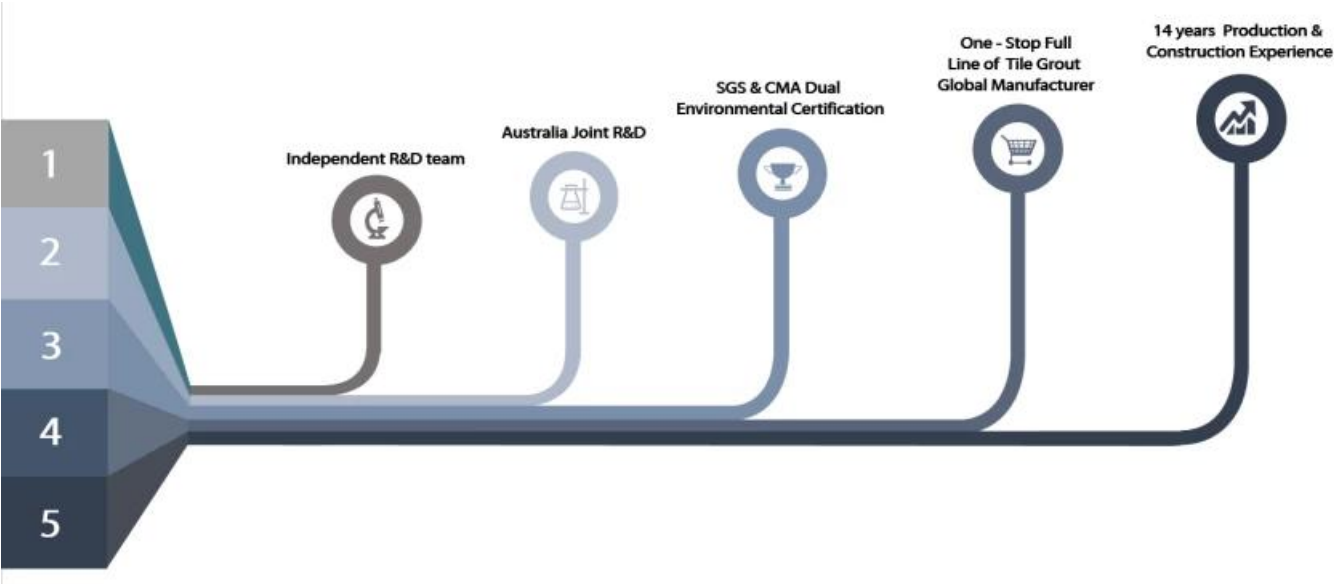 1
2
3
4
5
Independent R&D team
Australia Joint R&D
SGS & CMA Dual
Environmental Certification
One - Stop Full
Line of Tile Grout
Global Manufacturer
14 years Production &
Construction Experience